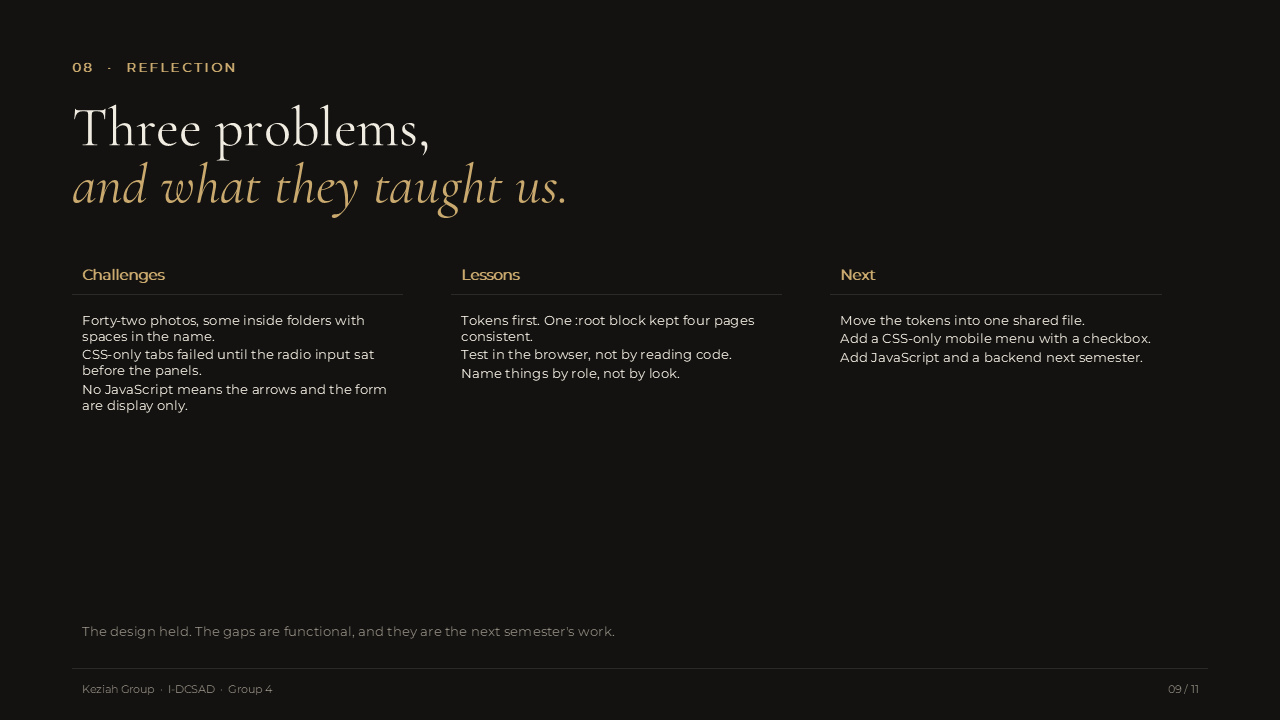 08 · REFLECTION
Three problems,
and what they taught us.
Challenges
Forty-two photos, some inside folders with
spaces in the name.
CSS-only tabs failed until the radio input sat
before the panels.
No JavaScript means the arrows and the form
are display only.
Lessons
Tokens first. One :root block kept four pages
consistent.
Test in the browser, not by reading code.
Name things by role, not by look.
Next
Move the tokens into one shared file.
Add a CSS-only mobile menu with a checkbox.
Add JavaScript and a backend next semester.
The design held. The gaps are functional, and they are the next semester's work.
Keziah Group · I-DCSAD · Group 4
09 / 11